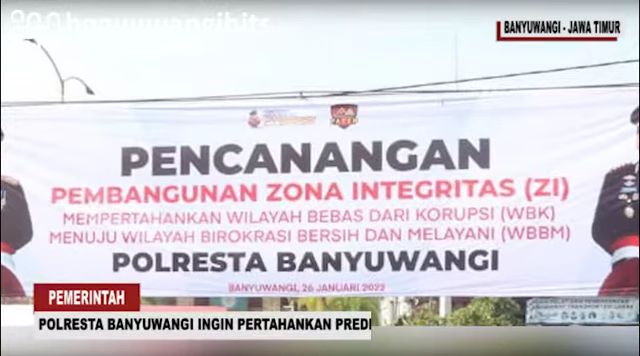 banyuwangihits
BANYUWANGI - JAWA TIMUR
PENCANANGAN
PEMBANGUNAN ZONA INTEGRITAS (ZI)
MEMPERTAHANKAN WILAYAH BEBAS DARI KORUPSI (WBK)
MENUJU WILAYAH BIROKRASI BERSIH DAN MELAYANI (WBBM)
POLRESTA BANYUWANGI
BANYUWANGI, 26 JANUARI 2022
PEMERINTAH
POLRESTA BANYUWANGI INGIN PERTAHANKAN PREDI